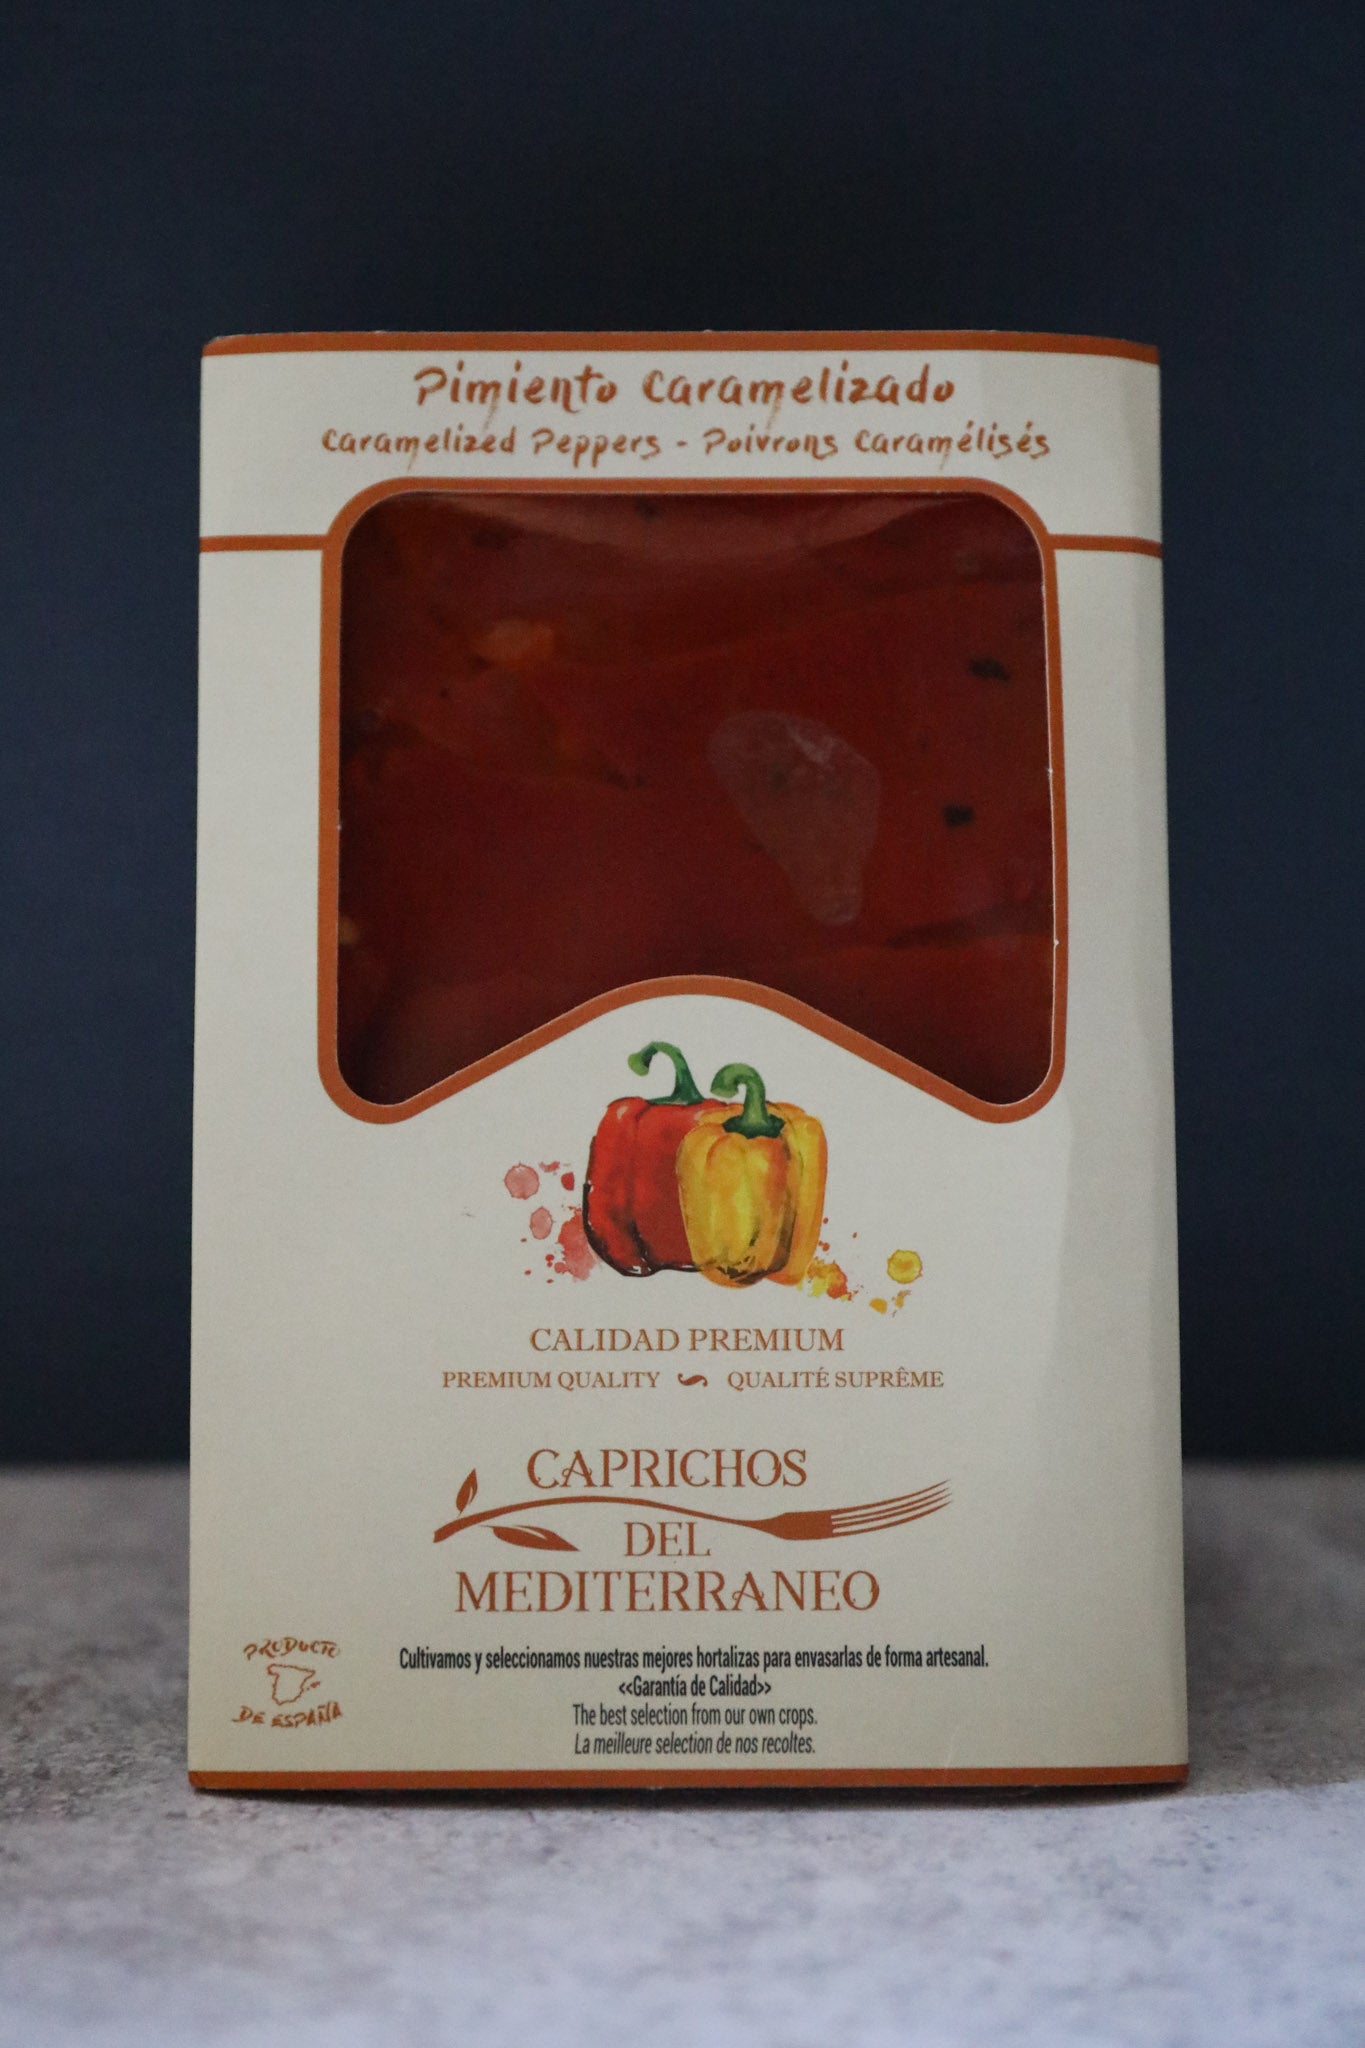 Pimiento Caramelizado
Caramelized Peppers - Poivrons Caramélisés
CALIDAD PREMIUM
PREMIUM QUALITY QUALITÉ SUPRÊME
CAPRICHOS
DEL
MEDITERRANEO
PRODUCTO
DE ESPAÑA
Cultivamos y seleccionamos nuestras mejores hortalizas para envasarlas de forma artesanal.
<<Garantía de Calidad>>
The best selection from our own crops.
La meilleure selection de nos recoltes.